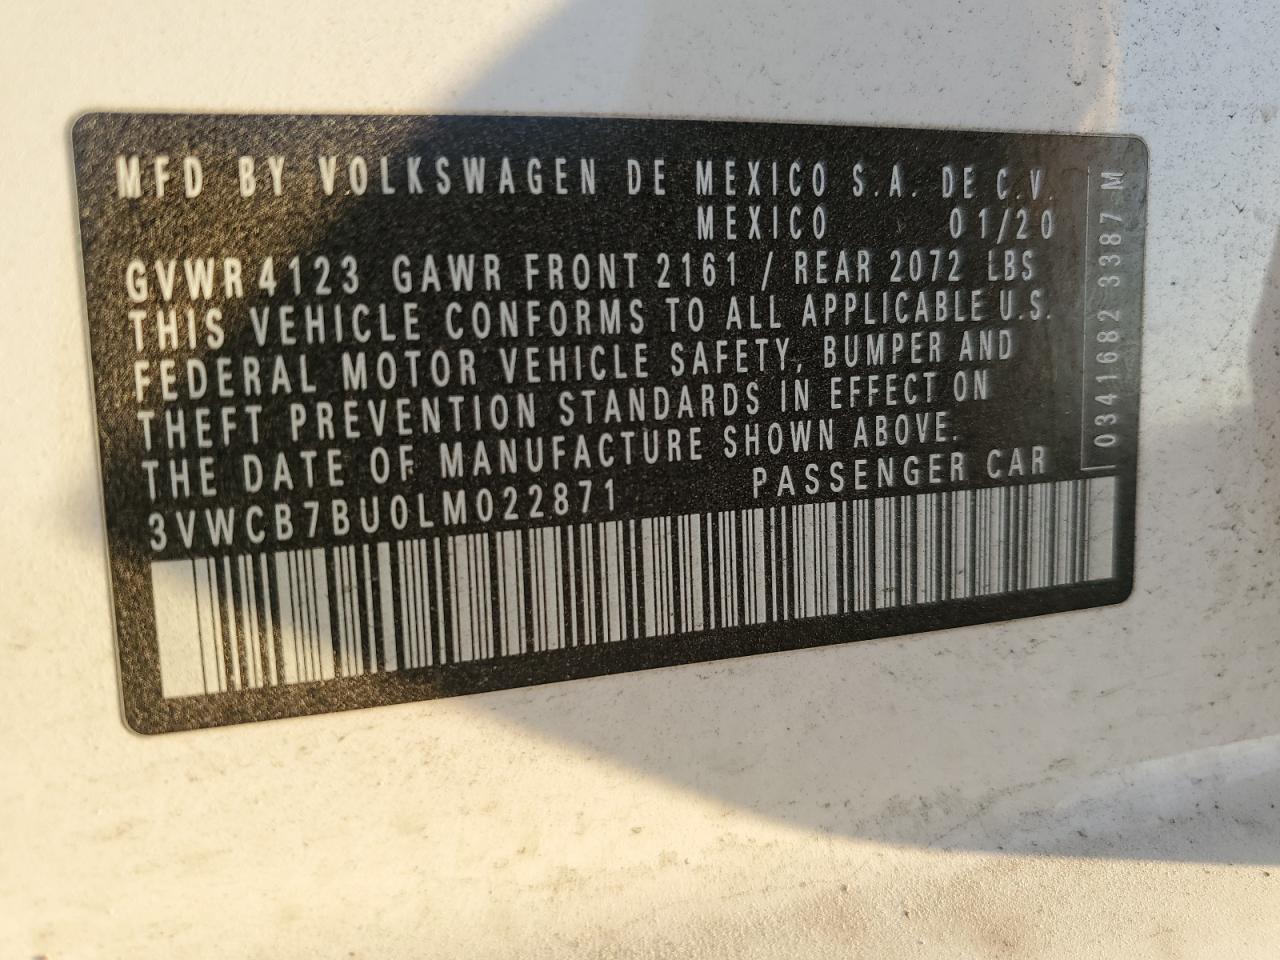 MFD BY VOLKSWAGEN DE MEXICO S.A. DE C.V.
MEXICO 01/20
GVWR 4123 GAWR FRONT 2161 / REAR 2072 LBS
THIS VEHICLE CONFORMS TO ALL APPLICABLE U.S.
FEDERAL MOTOR VEHICLE SAFETY, BUMPER AND
THEFT PREVENTION STANDARDS IN EFFECT ON
THE DATE OF MANUFACTURE SHOWN ABOVE.
3VWCB7BU0LM022871 PASSENGER CAR
0341682 3387 M